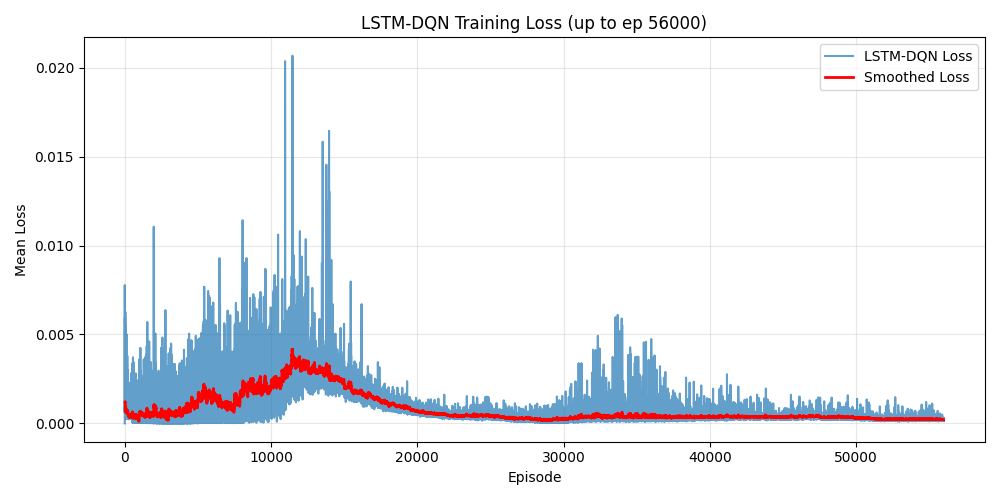 LSTM-DQN Training Loss (up to ep 56000)
LSTM-DQN Loss
Smoothed Loss
Mean Loss
0.020
0.015
0.010
0.005
0.000
0 10000 20000 30000 40000 50000
Episode